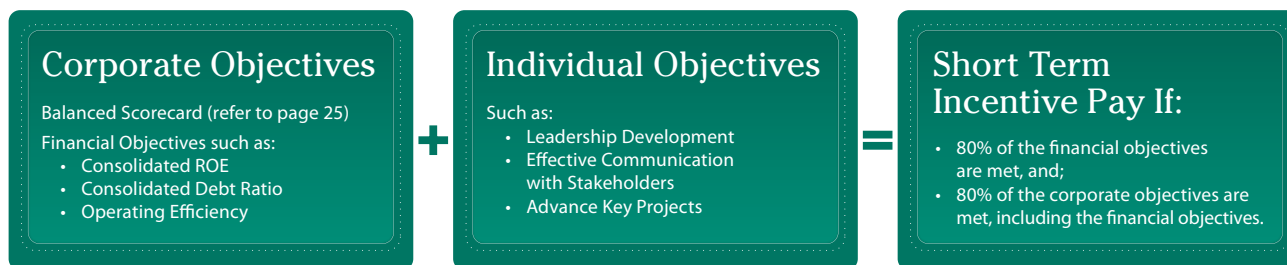 Corporate Objectives
Balanced Scorecard (refer to page 25)
Financial Objectives such as:
• Consolidated ROE
• Consolidated Debt Ratio
• Operating Efficiency
+
Individual Objectives
Such as:
• Leadership Development
• Effective Communication
with Stakeholders
• Advance Key Projects
=
Short Term
Incentive Pay If:
• 80% of the financial objectives
are met, and;
• 80% of the corporate objectives are
met, including the financial objectives.